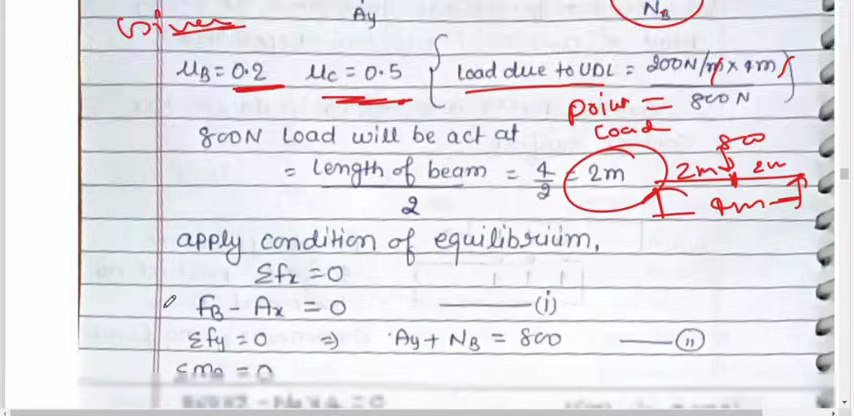 Given
Ay
NB
μB = 0.2 μC = 0.5 { Load due to UDL = 200N/m × 4m }
800N
point load =
800N Load will be act at
= length of beam / 2 = 4/2 = 2m
800
2m 2m
4m
apply condition of equilibrium,
Σfx = 0
fB - Ax = 0 ——— (i)
Σfy = 0 ⇒ Ay + NB = 800 ——— (ii)
= 0